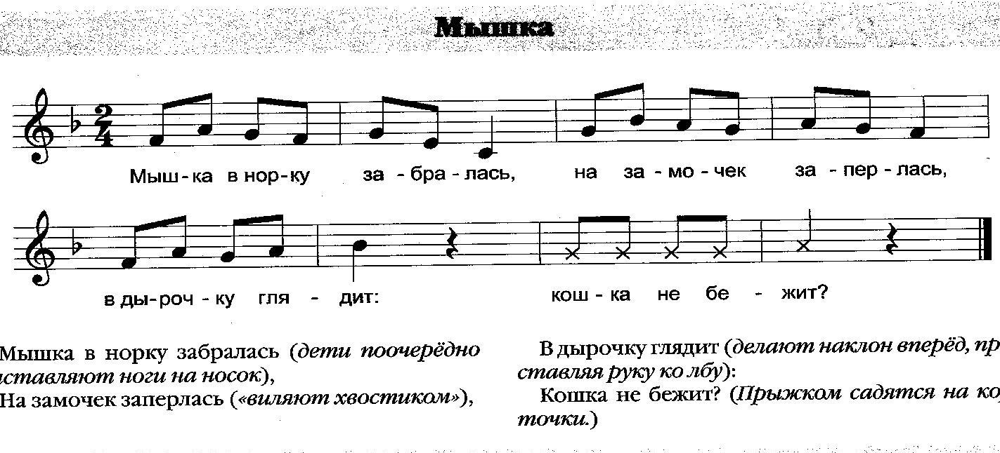 Мышка
2
4
Мыш - ка в нор - ку за - бра - лась, на за - мо - чек за - пер - лась,
в ды - роч - ку гля - дит: кош - ка не бе - жит?
Мышка в норку забралась (дети поочерёдно
ставляют ноги на носок),
На замочек заперлась («виляют хвостиком»),
В дырочку глядит (делают наклон вперёд, пр
ставляя руку ко лбу):
Кошка не бежит? (Прыжком садятся на ко
точки.)